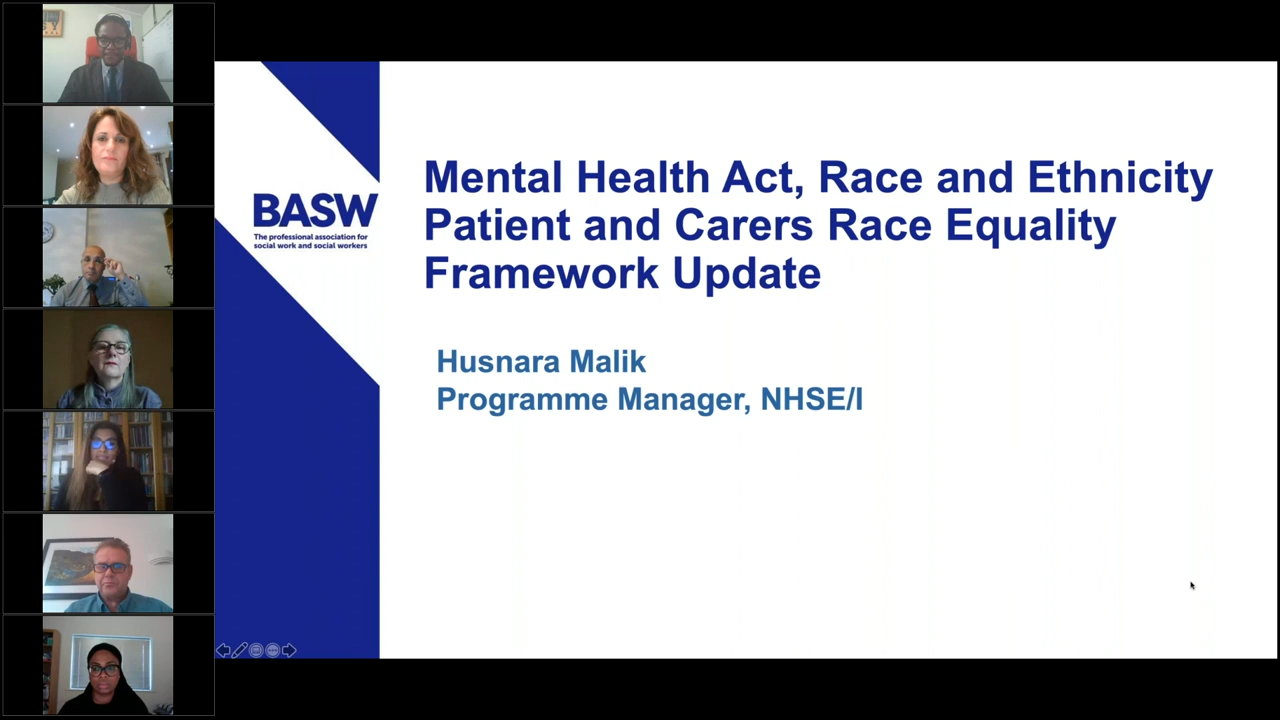 BASW
The professional association for
social work and social workers
Mental Health Act, Race and Ethnicity
Patient and Carers Race Equality
Framework Update
Husnara Malik
Programme Manager, NHSE/I